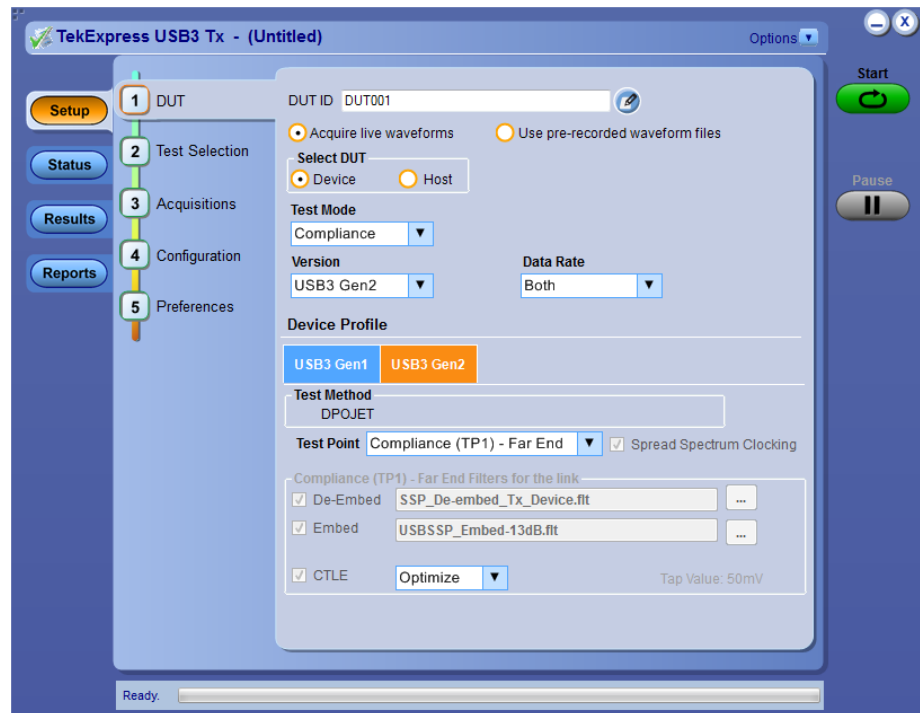 TekExpress USB3 Tx - (Untitled)
Options
Start
Pause
Setup
Status
Results
Reports
1 DUT
2 Test Selection
3 Acquisitions
4 Configuration
5 Preferences
DUT ID DUT001
Acquire live waveforms Use pre-recorded waveform files
Select DUT
Device Host
Test Mode
Compliance
Version Data Rate
USB3 Gen2 Both
Device Profile
USB3 Gen1 USB3 Gen2
Test Method
DPOJET
Test Point Compliance (TP1) - Far End Spread Spectrum Clocking
Compliance (TP1) - Far End Filters for the link
De-Embed SSP_De-embed_Tx_Device.flt ...
Embed USBSSP_Embed-13dB.flt ...
CTLE Optimize Tap Value: 50mV
Ready.